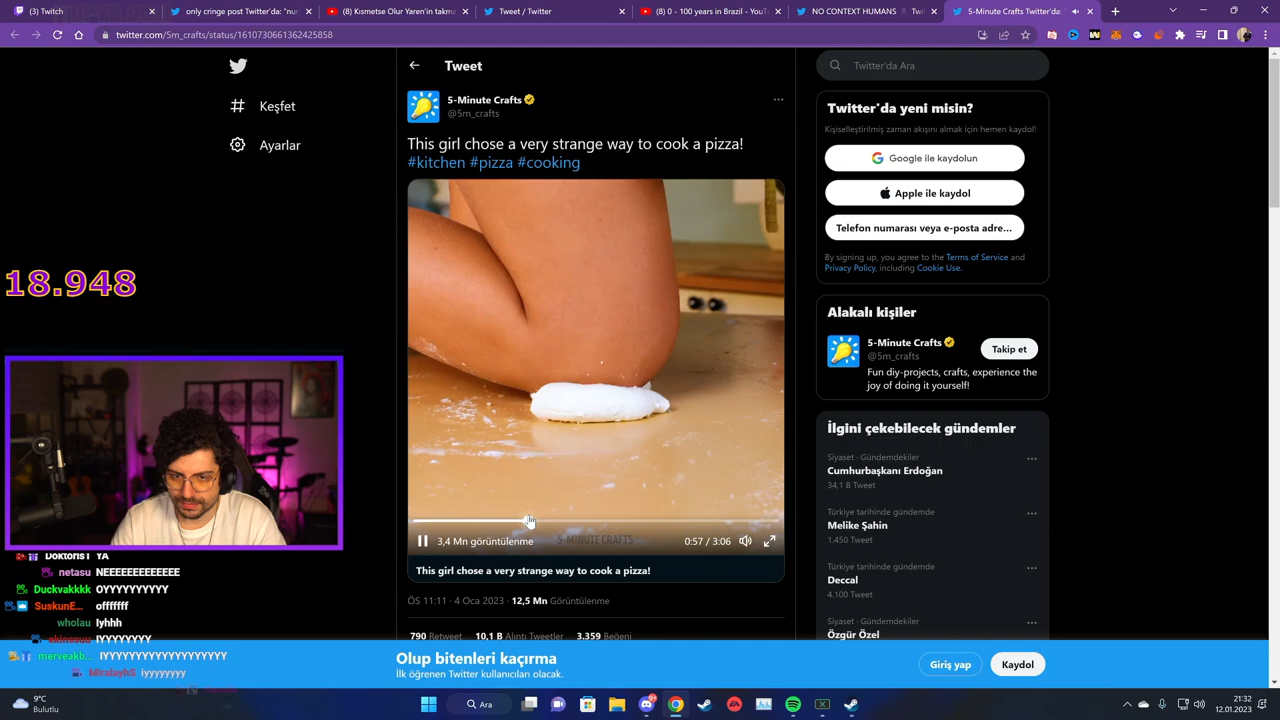 (3) Twitch
only cringe post Twitter'da: "nu
(8) Kismetse Olur Yeren'in takma
Twitter
(8) 0 - 100 years in Baku? - YouTu
NO CONTEXT HUMANS
5-Minute Crafts Twitter'da:
twitter.com/5m_crafts/status/1610730661362425858
Keşfet
Ayarlar
18.948
Tweet
5-Minute Crafts
@5m_crafts
This girl chose a very strange way to cook a pizza!
#kitchen #pizza #cooking
3,4 Mn görüntülenme
5-MINUTE CRAFTS
0:57 / 3:06
This girl chose a very strange way to cook a pizza!
ÖS 11:11 · 4 Oca 2023 · 12,5 Mn Görüntülenme
790 Retweet 10,1 B Alıntı Tweetler 3.359 Beğeni
Twitter'da Ara
Twitter'da yeni misin?
Kişiselleştirilmiş zaman akışını almak için hemen kaydol!
Google ile kaydolun
Apple ile kaydol
Telefon numarası veya e-posta adre...
By signing up, you agree to the Terms of Service and
Privacy Policy, including Cookie Use.
Alakalı kişiler
5-Minute Crafts
@5m_crafts
Takip et
Fun diy-projects, crafts, experience the
joy of doing it yourself!
İlgini çekebilecek gündemler
Siyaset · Gündemdekiler
Cumhurbaşkanı Erdoğan
34,1 B Tweet
Türkiye tarihinde gündemde
Melike Şahin
1.450 Tweet
Türkiye tarihinde gündemde
Deccal
4.100 Tweet
Siyaset · Gündemdekiler
Özgür Özel
Doktoris1 YA
netasu NEEEEEEEEEEEEE
Duckvakkkk OYYYYYYYYYY
SuskunE... offfffff
wholau Iyhhh
IYYYYYYYY
merveakb... IYYYYYYYYYYYYYYYYYYY
iyyyyyyy
Olup bitenleri kaçırma
İlk öğrenen Twitter kullanıcıları olacak.
Giriş yap
Kaydol
9°C
Bulutlu
Ara
21:32
12.01.2023